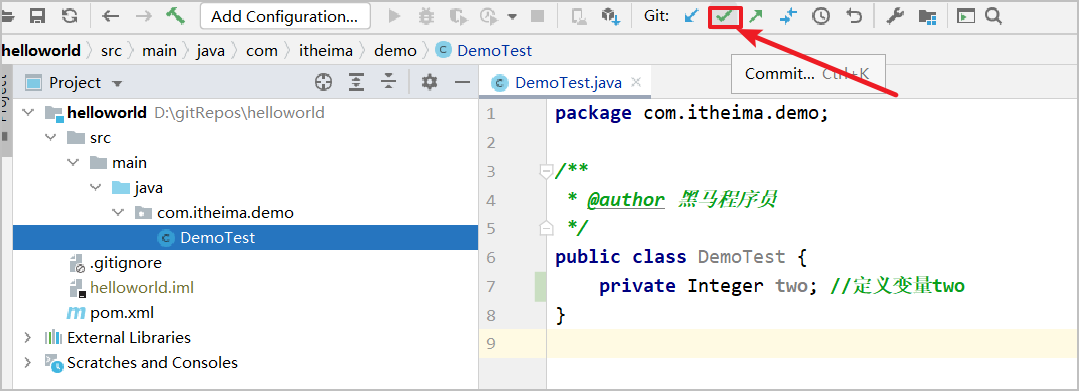 Add Configuration...
Git:
helloworld › src › main › java › com › itheima › demo › DemoTest
Commit... Ctrl+K
Project
Project
DemoTest.java
helloworld D:\gitRepos\helloworld
src
main
java
com.itheima.demo
DemoTest
.gitignore
helloworld.iml
pom.xml
External Libraries
Scratches and Consoles
1 package com.itheima.demo;
2
3 /**
4 * @author 黑马程序员
5 */
6 public class DemoTest {
7 private Integer two; //定义变量two
8 }
9